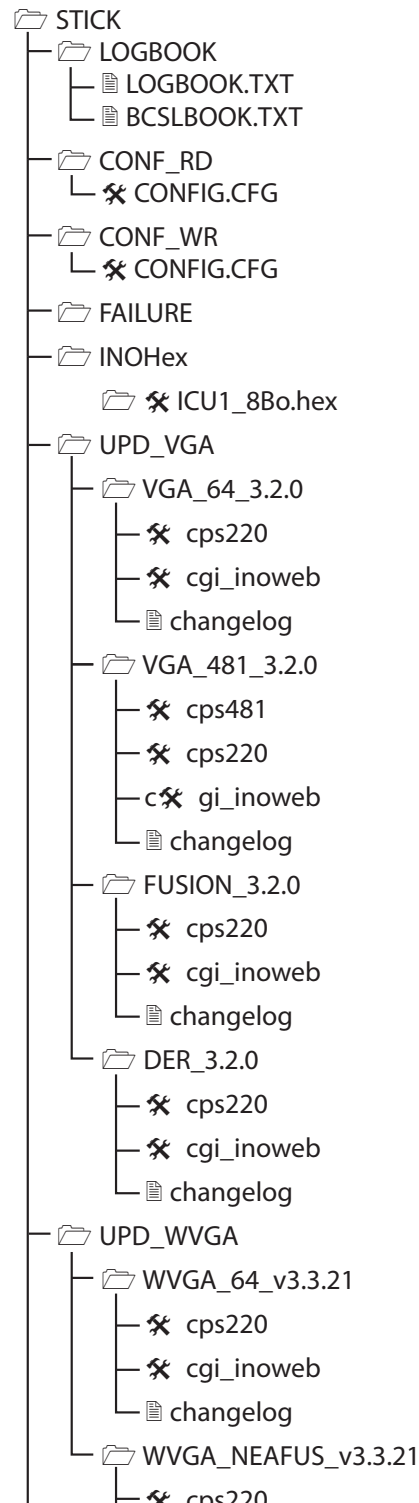 STICK
LOGBOOK
LOGBOOK.TXT
BCSLBOOK.TXT
CONF_RD
CONFIG.CFG
CONF_WR
CONFIG.CFG
FAILURE
INOHex
ICU1_8Bo.hex
UPD_VGA
VGA_64_3.2.0
cps220
cgi_inoweb
changelog
VGA_481_3.2.0
cps481
cps220
c gi_inoweb
changelog
FUSION_3.2.0
cps220
cgi_inoweb
changelog
DER_3.2.0
cps220
cgi_inoweb
changelog
UPD_WVGA
WVGA_64_v3.3.21
cps220
cgi_inoweb
changelog
WVGA_NEAFUS_v3.3.21
cps220